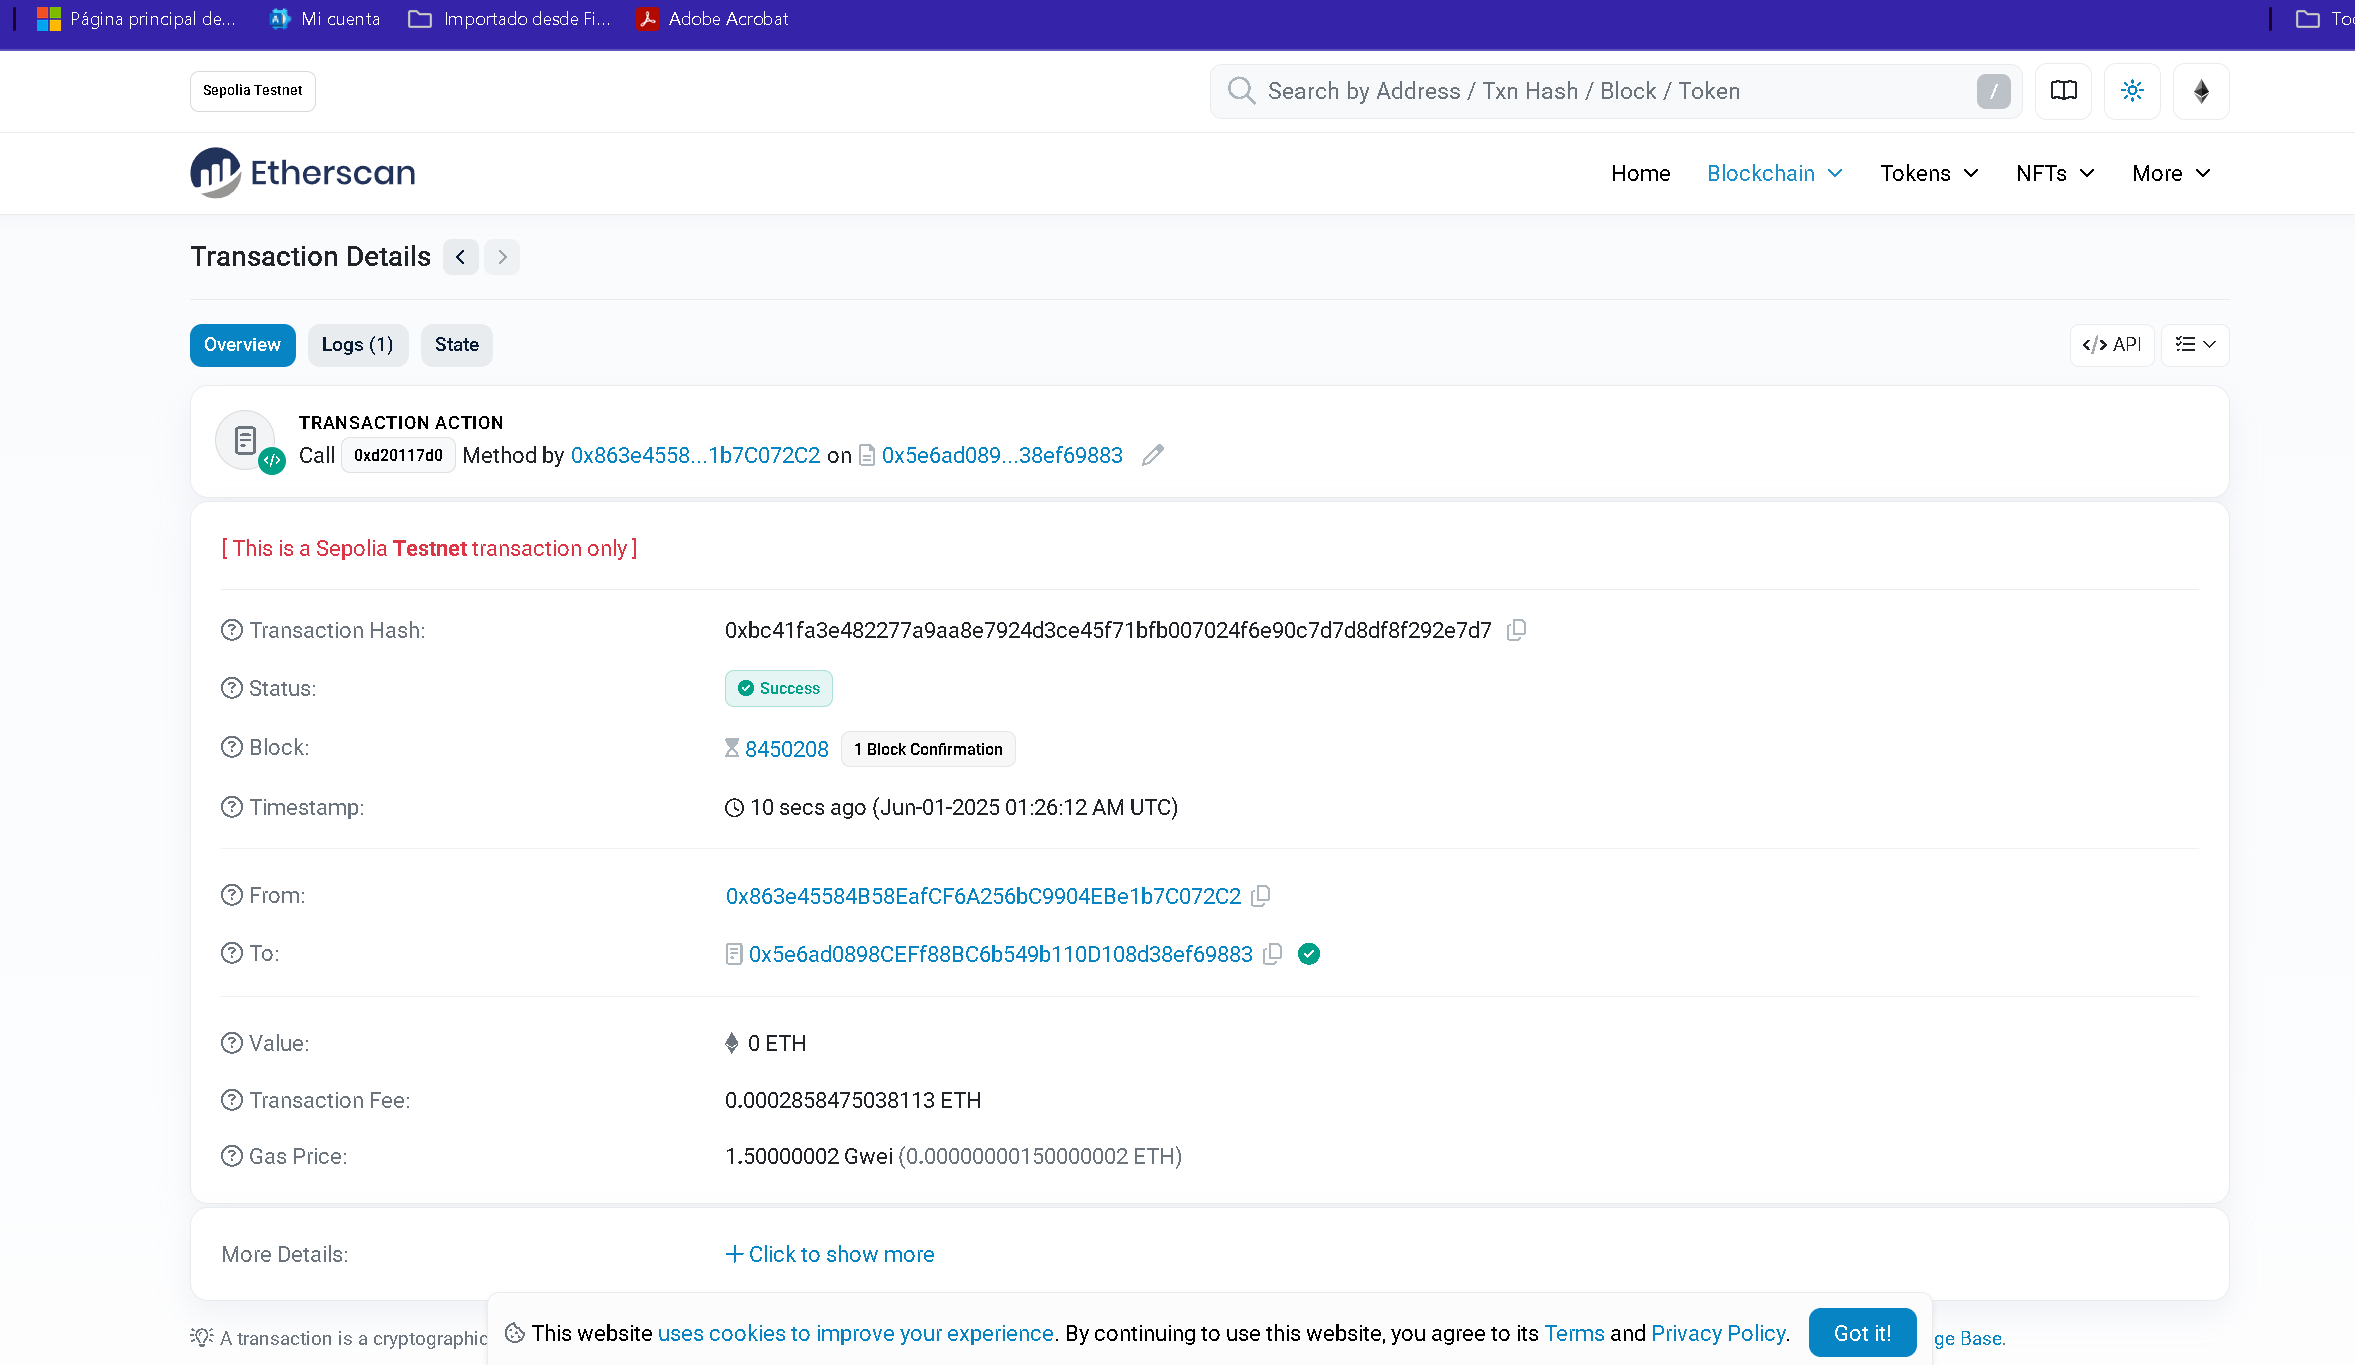 Página principal de...
Mi cuenta
Importado desde Fi...
Adobe Acrobat
Sepolia Testnet
Search by Address / Txn Hash / Block / Token
/
Etherscan
Home
Blockchain
Tokens
NFTs
More
Transaction Details
Overview
Logs (1)
State
</> API
TRANSACTION ACTION
Call 0xd20117d0 Method by 0x863e4558...1b7C072C2 on 0x5e6ad089...38ef69883
[ This is a Sepolia Testnet transaction only ]
Transaction Hash:
0xbc41fa3e482277a9aa8e7924d3ce45f71bfb007024f6e90c7d7d8df8f292e7d7
Status:
Success
Block:
8450208
1 Block Confirmation
Timestamp:
10 secs ago (Jun-01-2025 01:26:12 AM UTC)
From:
0x863e45584B58EafCF6A256bC9904EBe1b7C072C2
To:
0x5e6ad0898CEFf88BC6b549b110D108d38ef69883
Value:
0 ETH
Transaction Fee:
0.0002858475038113 ETH
Gas Price:
1.50000002 Gwei (0.00000000150000002 ETH)
More Details:
+ Click to show more
A transaction is a cryptographic
This website uses cookies to improve your experience. By continuing to use this website, you agree to its Terms and Privacy Policy.
Got it!
ge Base.